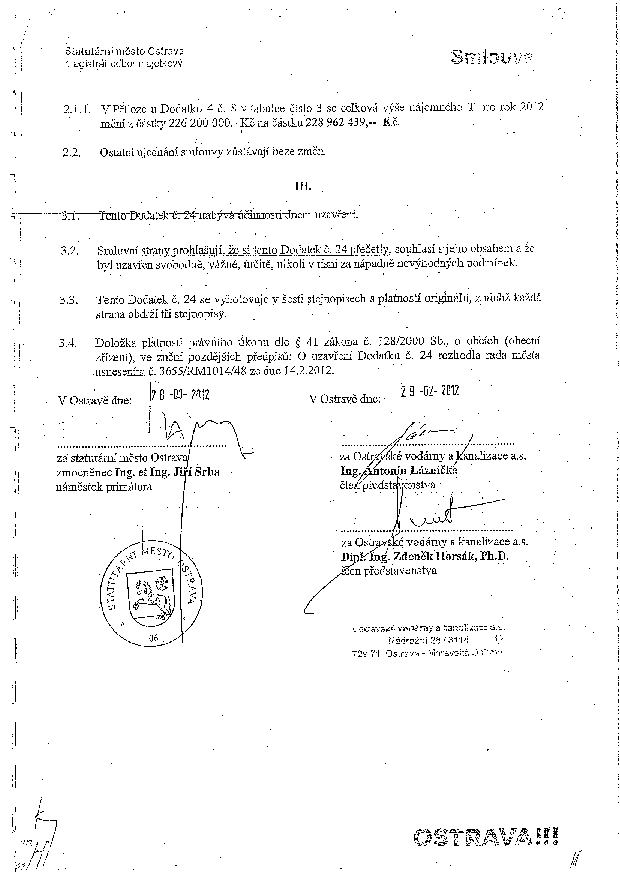 Statutární město Ostrava
Smlouva
magistrát odbor majetkový
2.1.1. V Příloze u Dodatku 4 č. 8 v tabulce číslo 3 se celková výše nájemného T pro rok 2012
mění z částky 226 200 000,- Kč na částku 228 962 439,-- Kč.
2.2. Ostatní ujednání smlouvy zůstávají beze změn.
III.
3.1. Tento Dodatek č. 24 nabývá účinnosti dnem uzavření.
3.2. Smluvní strany prohlašují, že si tento Dodatek č. 24 přečetly, souhlasí s jeho obsahem a že
byl uzavřen svobodně, vážně, určitě, nikoli v tísni za nápadně nevýhodných podmínek.
3.3. Tento Dodatek č. 24 se vyhotovuje v šesti stejnopisech s platností originálu, z nichž každá
strana obdrží tři stejnopisy.
3.4. Doložka platnosti právního úkonu dle § 41 zákona č. 128/2000 Sb., o obcích (obecní
zřízení), ve znění pozdějších předpisů: O uzavření Dodatku č. 24 rozhodla rada města
usnesením č. 3655/RM1014/48 ze dne 14.2.2012.
V Ostravě dne: 2012
V Ostravě dne: 29 -02- 2012
za statutární město Ostrava
zmocněnec Ing. et Ing. Jiří Srba
náměstek primátora
za Ostravské vodárny a kanalizace a.s.
Ing. Antonín Lázníčka
člen představenstva
za Ostravské vodárny a kanalizace a.s.
Dipl. Ing. Zdeněk Horsák, Ph.D.
člen představenstva
STATUTÁRNÍ MĚSTO OSTRAVA
Ostravské vodárny a kanalizace a.s.
Nádražní 28/3114
729 71 Ostrava - Moravská Ostrava
OSTRAVA!!!